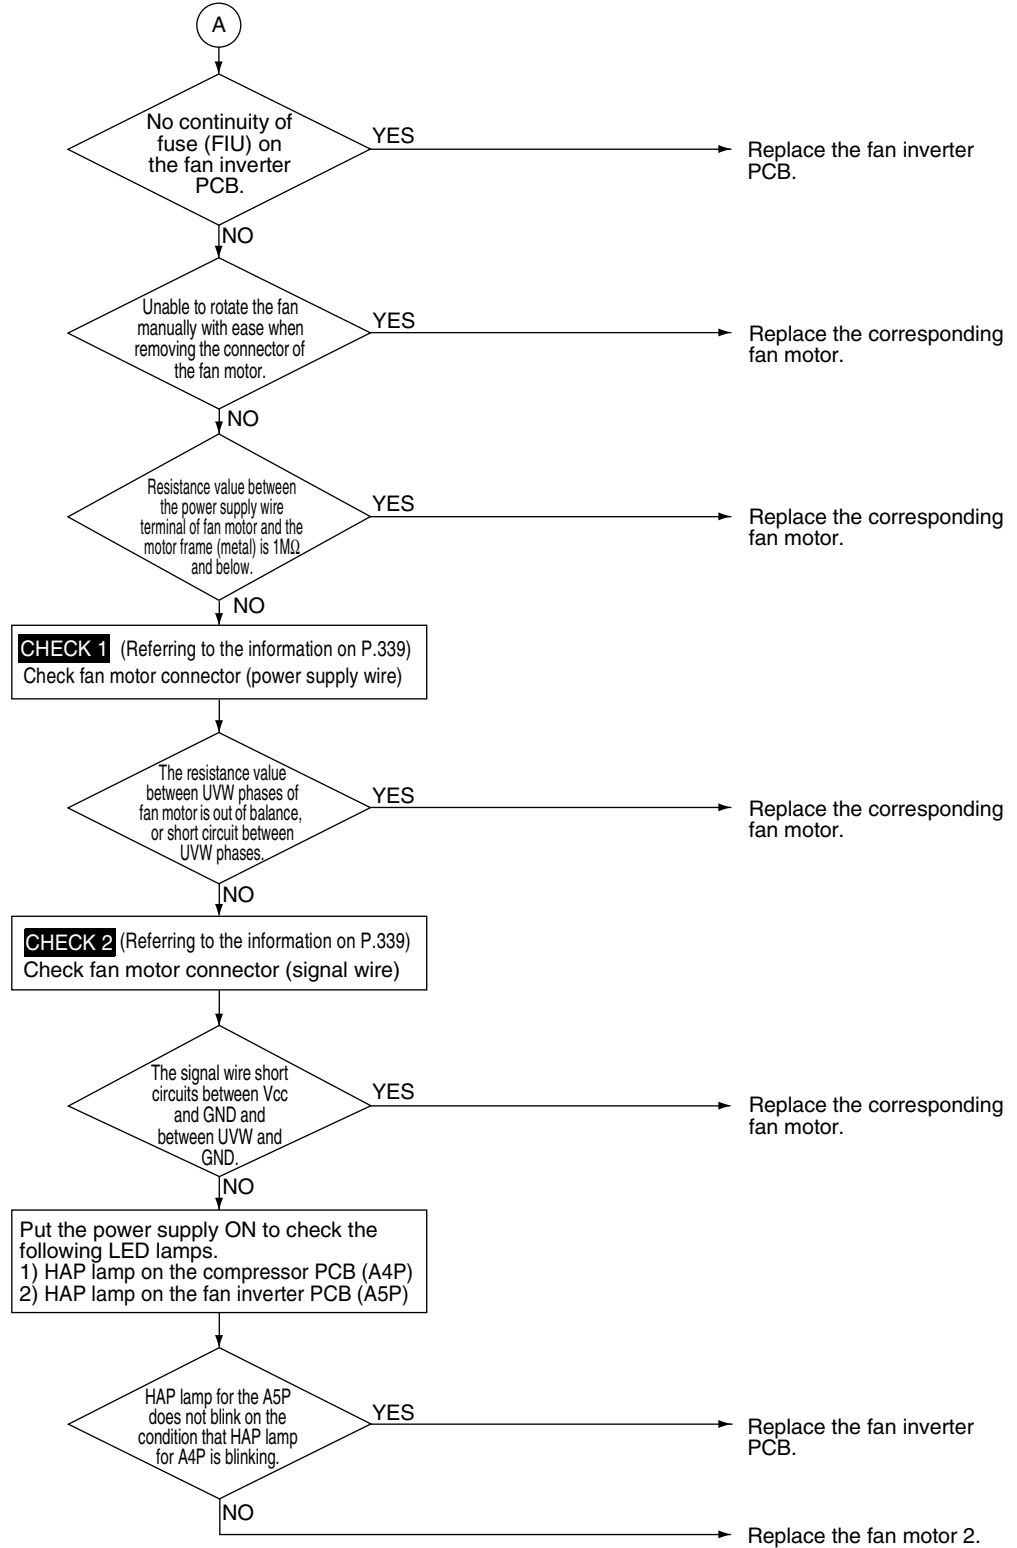 A
No continuity of
fuse (FIU) on
the fan inverter
PCB.
YES
Replace the fan inverter
PCB.
NO
Unable to rotate the fan
manually with ease when
removing the connector of
the fan motor.
YES
Replace the corresponding
fan motor.
NO
Resistance value between
the power supply wire
terminal of fan motor and the
motor frame (metal) is 1MΩ
and below.
YES
Replace the corresponding
fan motor.
NO
CHECK 1 (Referring to the information on P.339)
Check fan motor connector (power supply wire)
The resistance value
between UVW phases of
fan motor is out of balance,
or short circuit between
UVW phases.
YES
Replace the corresponding
fan motor.
NO
CHECK 2 (Referring to the information on P.339)
Check fan motor connector (signal wire)
The signal wire short
circuits between Vcc
and GND and
between UVW and
GND.
YES
Replace the corresponding
fan motor.
NO
Put the power supply ON to check the
following LED lamps.
1) HAP lamp on the compressor PCB (A4P)
2) HAP lamp on the fan inverter PCB (A5P)
HAP lamp for the A5P
does not blink on the
condition that HAP lamp
for A4P is blinking.
YES
Replace the fan inverter
PCB.
NO
Replace the fan motor 2.